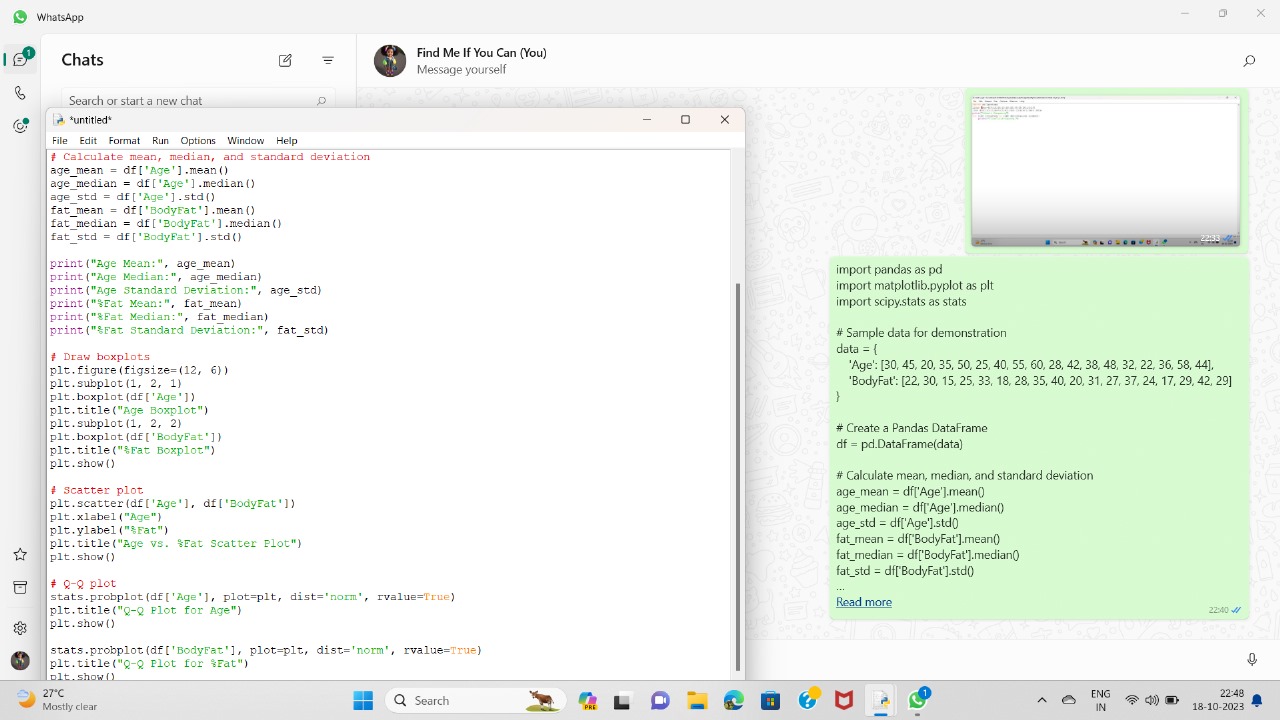 WhatsApp
1
Chats
Find Me If You Can (You)
Message yourself
Search or start a new chat
*untitled*
File Edit Format Run Options Window Help
# Calculate mean, median, and standard deviation
age_mean = df['Age'].mean()
age_median = df['Age'].median()
age_std = df['Age'].std()
fat_mean = df['BodyFat'].mean()
fat_median = df['BodyFat'].median()
fat_std = df['BodyFat'].std()
print("Age Mean:", age_mean)
print("Age Median:", age_median)
print("Age Standard Deviation:", age_std)
print("%Fat Mean:", fat_mean)
print("%Fat Median:", fat_median)
print("%Fat Standard Deviation:", fat_std)
# Draw boxplots
plt.figure(figsize=(12, 6))
plt.subplot(1, 2, 1)
plt.boxplot(df['Age'])
plt.title("Age Boxplot")
plt.subplot(1, 2, 2)
plt.boxplot(df['BodyFat'])
plt.title("%Fat Boxplot")
plt.show()
# Scatter plot
plt.scatter(df['Age'], df['BodyFat'])
plt.xlabel("Age")
plt.ylabel("%Fat")
plt.title("Age vs. %Fat Scatter Plot")
plt.show()
# Q-Q plot
stats.probplot(df['Age'], plot=plt, dist='norm', rvalue=True)
plt.title("Q-Q Plot for Age")
plt.show()
stats.probplot(df['BodyFat'], plot=plt, dist='norm', rvalue=True)
plt.title("Q-Q Plot for %Fat")
plt.show()
22:33
import pandas as pd
import matplotlib.pyplot as plt
import scipy.stats as stats
# Sample data for demonstration
data = {
'Age': [30, 45, 20, 35, 50, 25, 40, 55, 60, 28, 42, 38, 48, 32, 22, 36, 58, 44],
'BodyFat': [22, 30, 15, 25, 33, 18, 28, 35, 40, 20, 31, 27, 37, 24, 17, 29, 42, 29]
}
# Create a Pandas DataFrame
df = pd.DataFrame(data)
# Calculate mean, median, and standard deviation
age_mean = df['Age'].mean()
age_median = df['Age'].median()
age_std = df['Age'].std()
fat_mean = df['BodyFat'].mean()
fat_median = df['BodyFat'].median()
fat_std = df['BodyFat'].std()
...
Read more
22:40
27°C
Mostly clear
Search
PRE
1
ENG
IN
22:48
18-10-2023